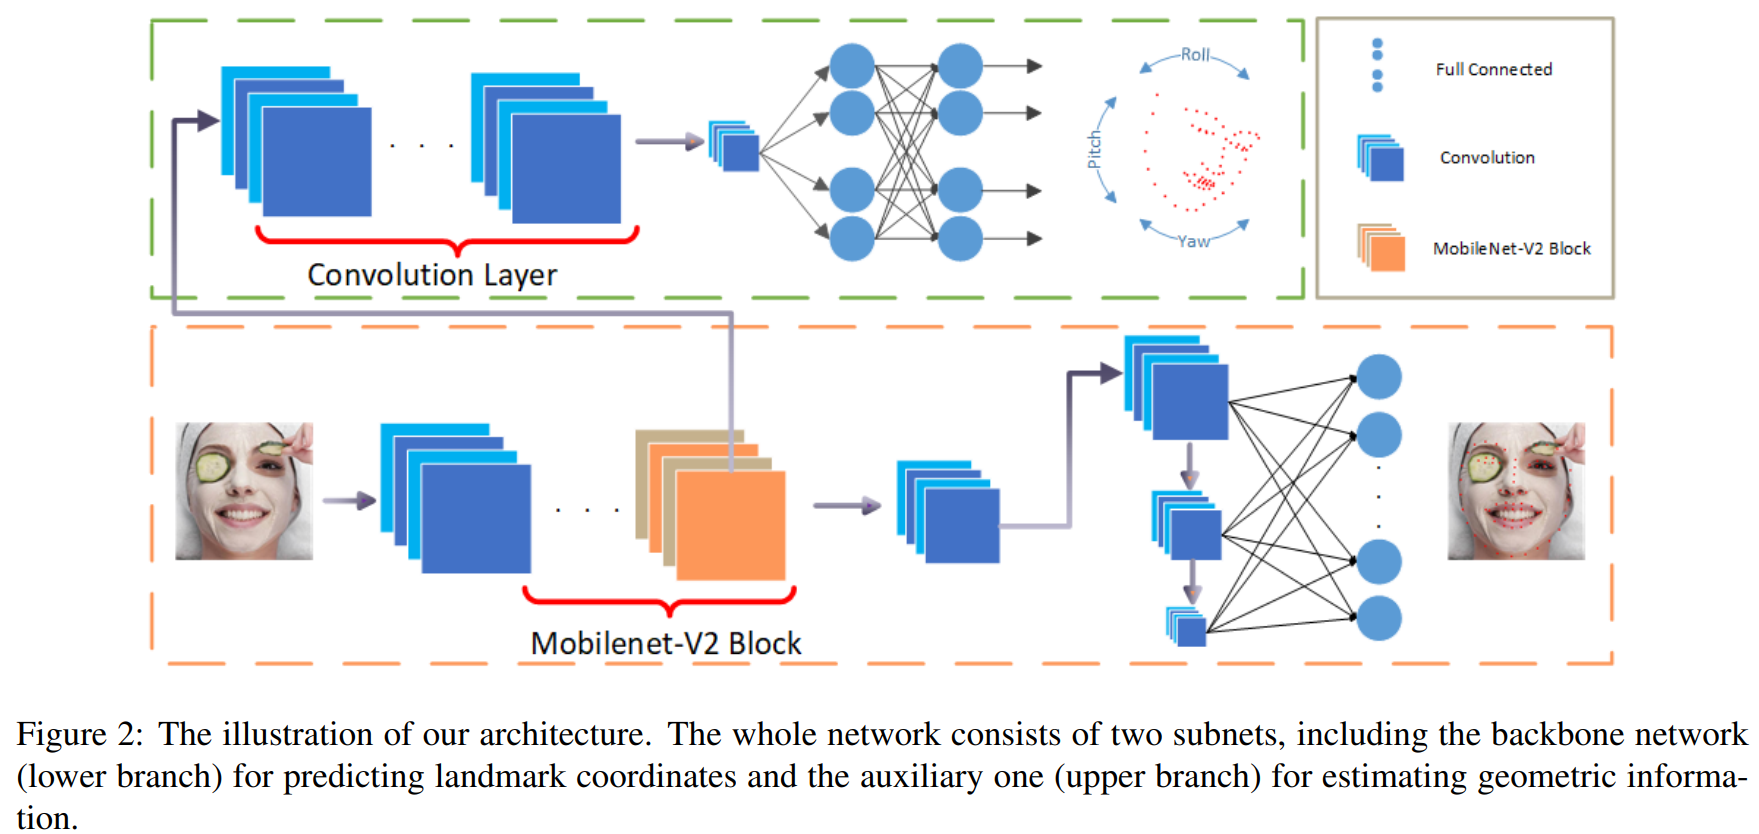 Roll
Pitch
Yaw
Convolution Layer
Full Connected
Convolution
MobileNet-V2 Block
Mobilenet-V2 Block
Figure 2: The illustration of our architecture. The whole network consists of two subnets, including the backbone network
(lower branch) for predicting landmark coordinates and the auxiliary one (upper branch) for estimating geometric informa-
tion.